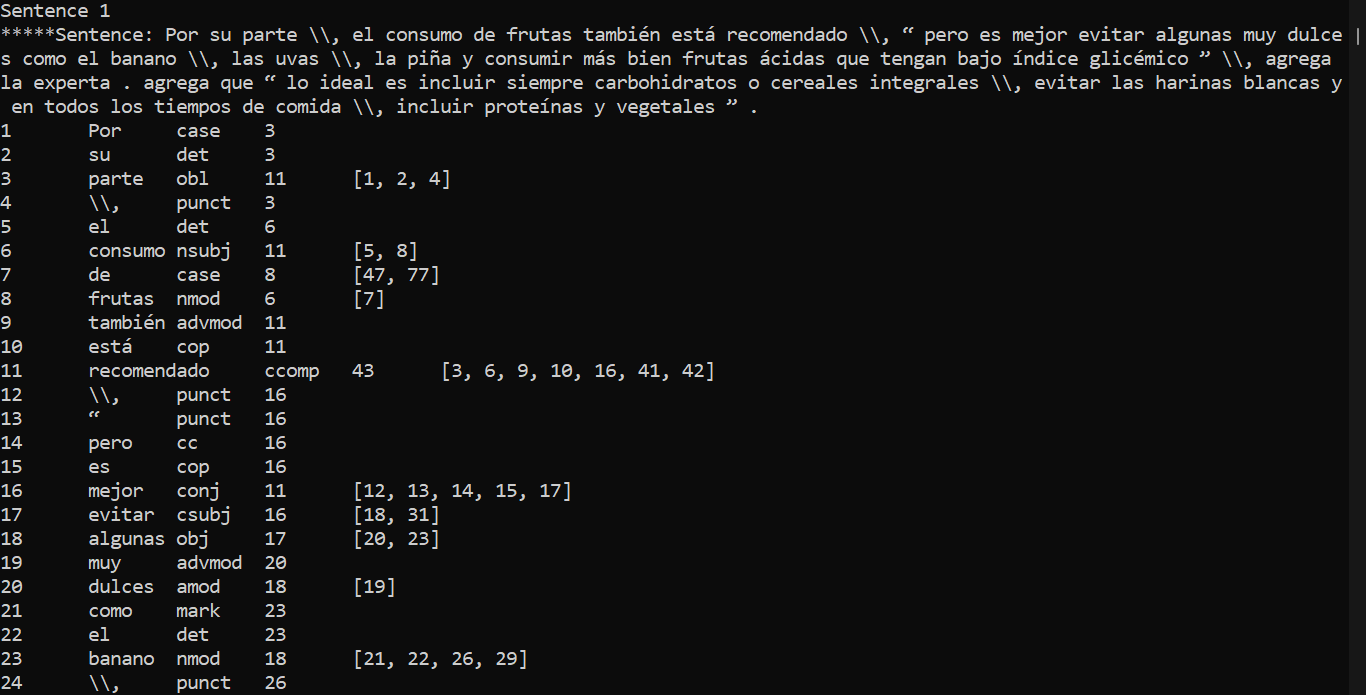 Sentence 1
*****Sentence: Por su parte \\, el consumo de frutas también está recomendado \\, “ pero es mejor evitar algunas muy dulce |
s como el banano \\, las uvas \\, la piña y consumir más bien frutas ácidas que tengan bajo índice glicémico ” \\, agrega
la experta . agrega que “ lo ideal es incluir siempre carbohidratos o cereales integrales \\, evitar las harinas blancas y
en todos los tiempos de comida \\, incluir proteínas y vegetales ” .
1 Por case 3
2 su det 3
3 parte obl 11 [1, 2, 4]
4 \\, punct 3
5 el det 6
6 consumo nsubj 11 [5, 8]
7 de case 8 [47, 77]
8 frutas nmod 6 [7]
9 también advmod 11
10 está cop 11
11 recomendado ccomp 43 [3, 6, 9, 10, 16, 41, 42]
12 \\, punct 16
13 “ punct 16
14 pero cc 16
15 es cop 16
16 mejor conj 11 [12, 13, 14, 15, 17]
17 evitar csubj 16 [18, 31]
18 algunas obj 17 [20, 23]
19 muy advmod 20
20 dulces amod 18 [19]
21 como mark 23
22 el det 23
23 banano nmod 18 [21, 22, 26, 29]
24 \\, punct 26